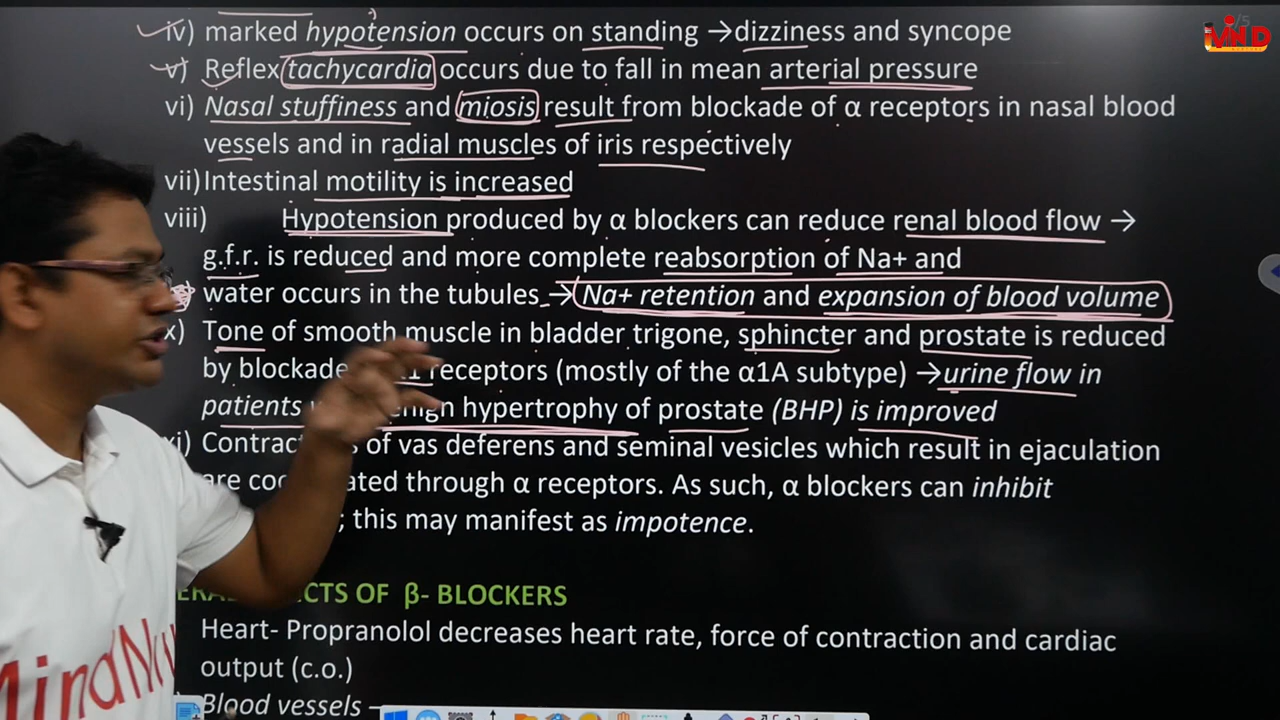 iv) marked hypotension occurs on standing →dizziness and syncope
v) Reflex tachycardia occurs due to fall in mean arterial pressure
vi) Nasal stuffiness and miosis result from blockade of α receptors in nasal blood
vessels and in radial muscles of iris respectively
vii) Intestinal motility is increased
viii) Hypotension produced by α blockers can reduce renal blood flow →
g.f.r. is reduced and more complete reabsorption of Na+ and
water occurs in the tubules →Na+ retention and expansion of blood volume
x) Tone of smooth muscle in bladder trigone, sphincter and prostate is reduced
by blockade receptors (mostly of the α1A subtype) →urine flow in
patients hypertrophy of prostate (BHP) is improved
xi) of vas deferens and seminal vesicles which result in ejaculation
through α receptors. As such, α blockers can inhibit
; this may manifest as impotence.
OF β- BLOCKERS
Heart- Propranolol decreases heart rate, force of contraction and cardiac
output (c.o.)
Blood vessels –